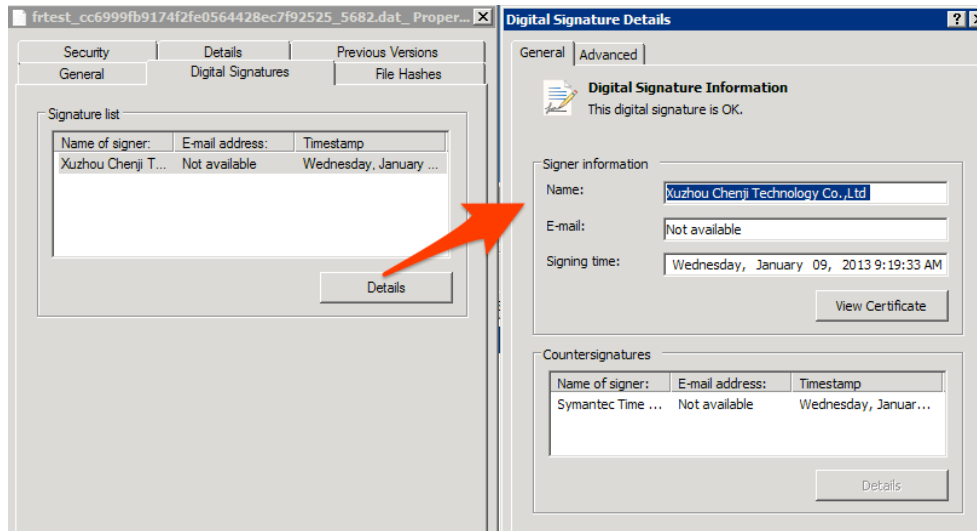 frtest_cc6999fb9174f2fe0564428ec7f92525_5682.dat_ Proper...
Security Details Previous Versions
General Digital Signatures File Hashes
Signature list
Name of signer: E-mail address: Timestamp
Xuzhou Chenji T... Not available Wednesday, January ...
Details
Digital Signature Details
General Advanced
Digital Signature Information
This digital signature is OK.
Signer information
Name: Xuzhou Chenji Technology Co.,Ltd
E-mail: Not available
Signing time: Wednesday, January 09, 2013 9:19:33 AM
View Certificate
Countersignatures
Name of signer: E-mail address: Timestamp
Symantec Time ... Not available Wednesday, Januar...
Details